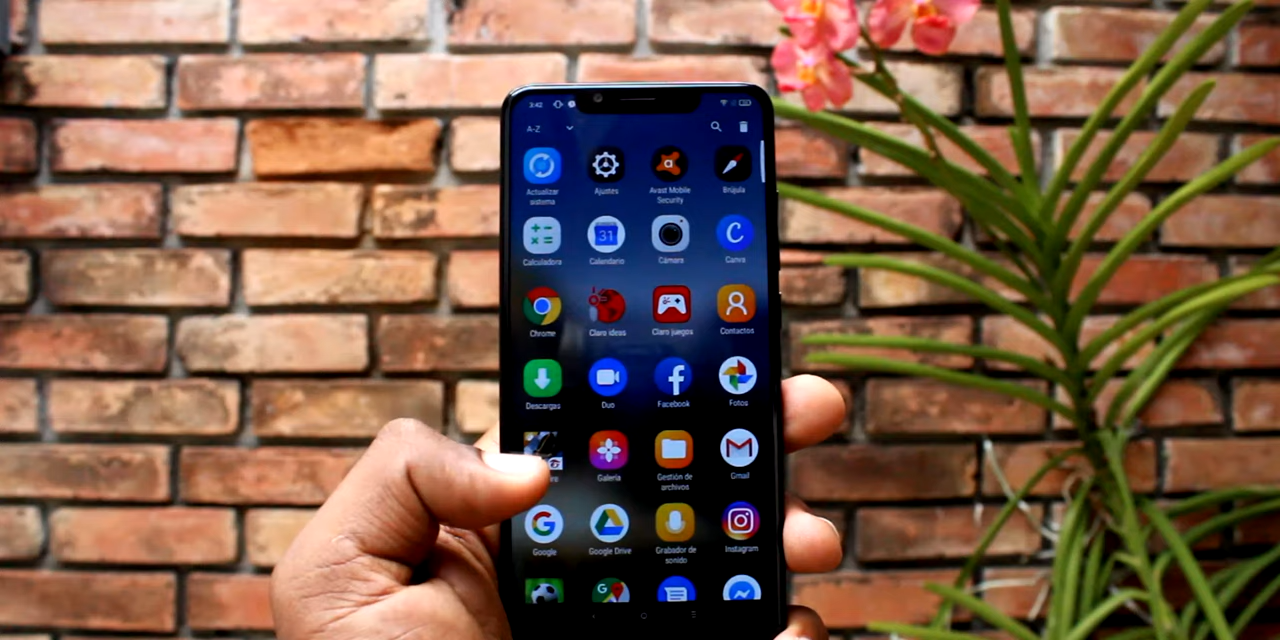 3:42
A-Z
Actualizar sistema
Ajustes
Avast Mobile Security
Brújula
Calculadora
31
Calendario
Cámara
C
Canva
Chrome
Claro ideas
Claro juegos
Contactos
Descargas
Duo
f
Facebook
Fotos
Galería
Gestión de archivos
M
Gmail
G
Google
Google Drive
Grabador de sonido
Instagram
G